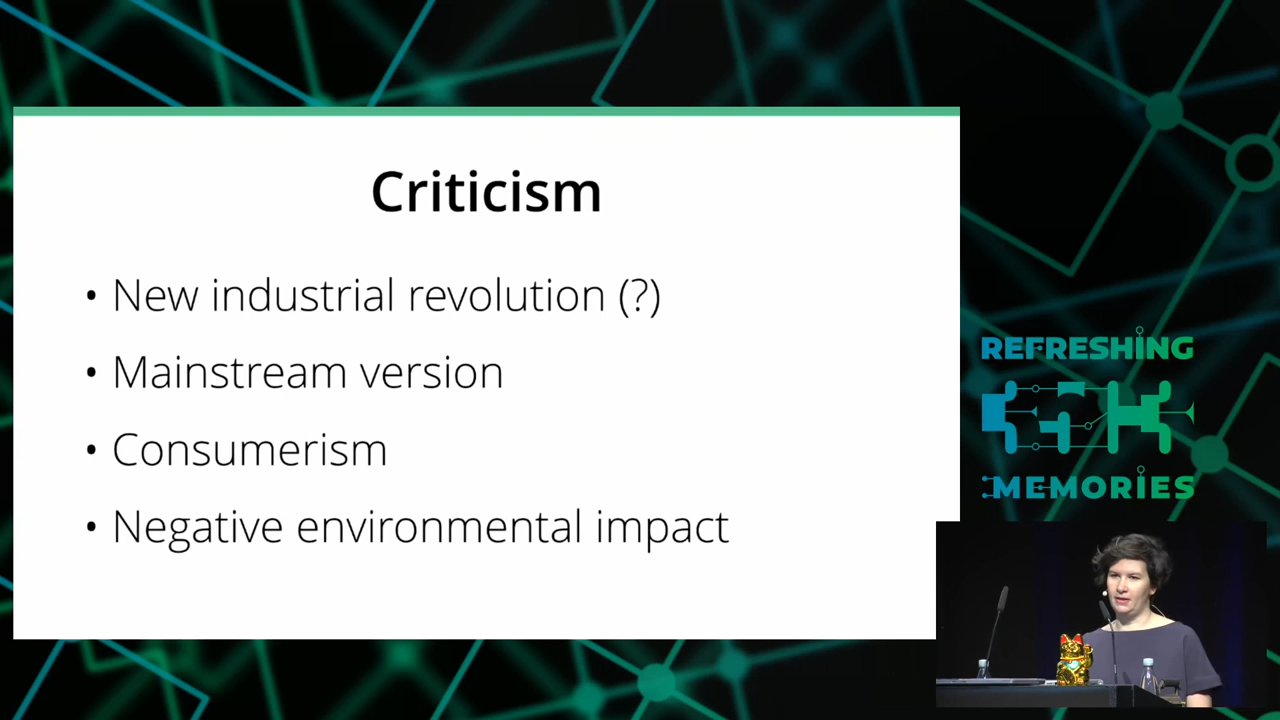 Criticism
• New industrial revolution (?)
• Mainstream version
• Consumerism
• Negative environmental impact
REFRESHING
MEMORIES